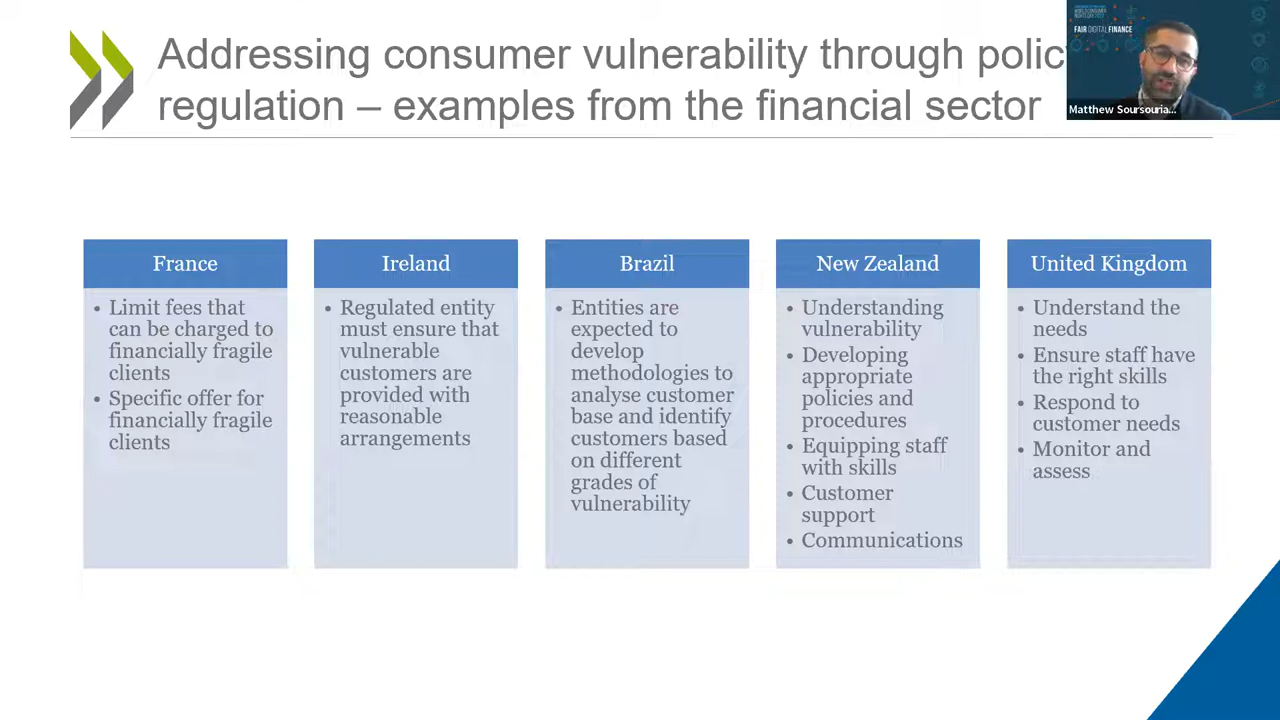 Addressing consumer vulnerability through polic
regulation – examples from the financial sector
FAIR DIGITAL FINANCE
Matthew Soursouria...
France
• Limit fees that
can be charged to
financially fragile
clients
• Specific offer for
financially fragile
clients
Ireland
• Regulated entity
must ensure that
vulnerable
customers are
provided with
reasonable
arrangements
Brazil
• Entities are
expected to
develop
methodologies to
analyse customer
base and identify
customers based
on different
grades of
vulnerability
New Zealand
• Understanding
vulnerability
• Developing
appropriate
policies and
procedures
• Equipping staff
with skills
• Customer
support
• Communications
United Kingdom
• Understand the
needs
• Ensure staff have
the right skills
• Respond to
customer needs
• Monitor and
assess